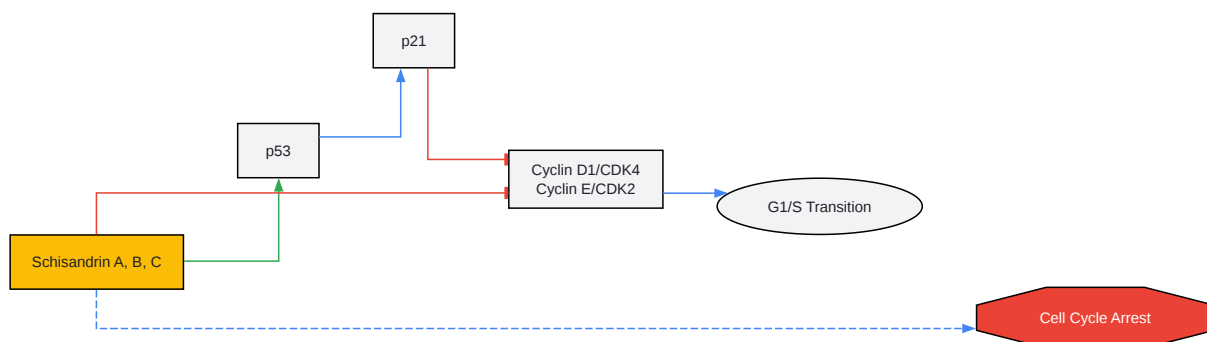 p21
p53
Cyclin D1/CDK4
Cyclin E/CDK2
G1/S Transition
Schisandrin A, B, C
Cell Cycle Arrest